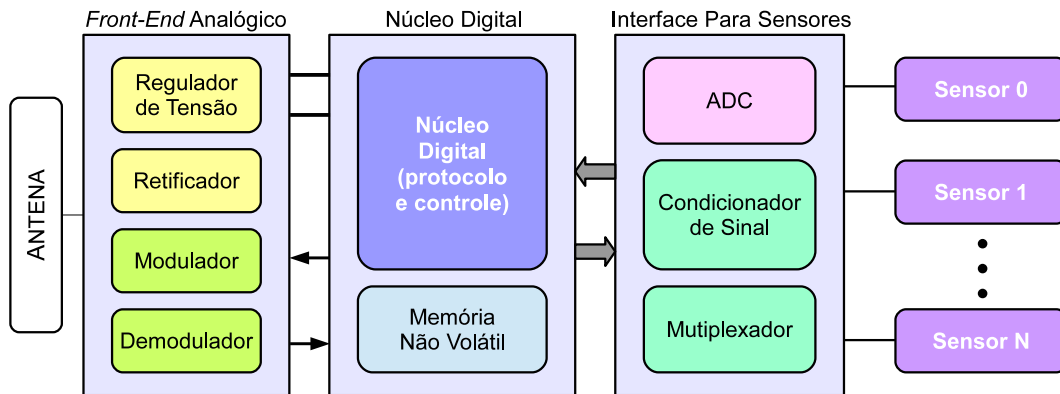 Front-End Analógico
Núcleo Digital
Interface Para Sensores
ANTENA
Regulador
de Tensão
Retificador
Modulador
Demodulador
Núcleo
Digital
(protocolo
e controle)
Memória
Não Volátil
ADC
Condicionador
de Sinal
Mutiplexador
Sensor 0
Sensor 1
Sensor N